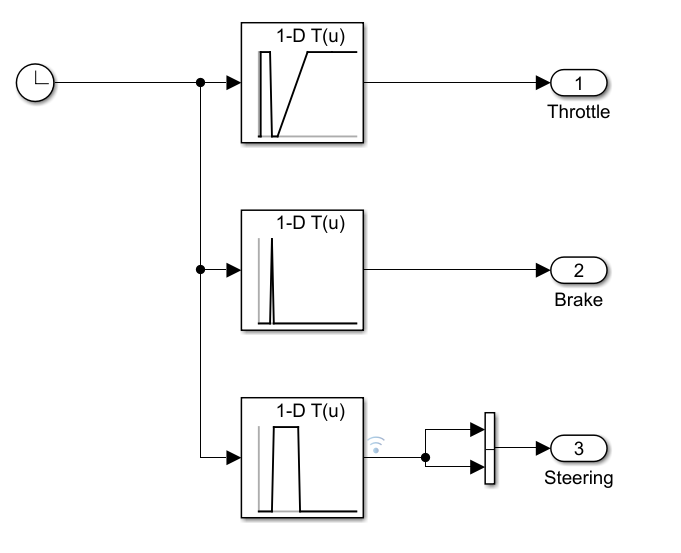 1-D T(u)
1
Throttle
1-D T(u)
2
Brake
1-D T(u)
3
Steering